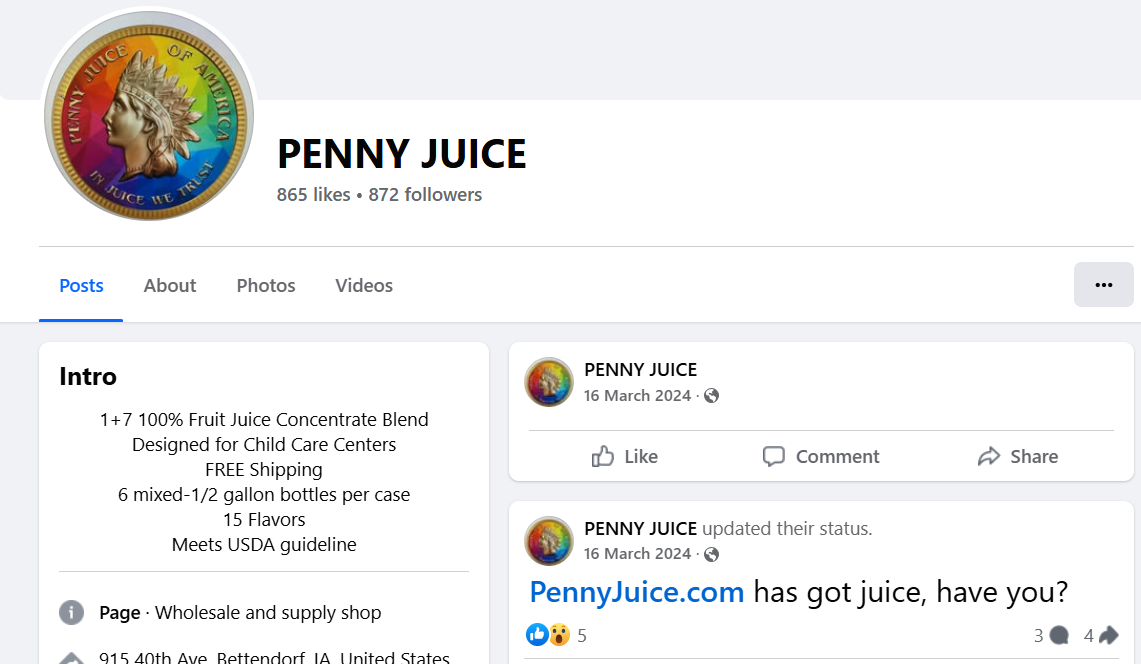 PENNY JUICE OF AMERICA
IN JUICE WE TRUST
PENNY JUICE
865 likes • 872 followers
Posts
About
Photos
Videos
Intro
1+7 100% Fruit Juice Concentrate Blend
Designed for Child Care Centers
FREE Shipping
6 mixed-1/2 gallon bottles per case
15 Flavors
Meets USDA guideline
Page · Wholesale and supply shop
915 40th Ave, Bettendorf, IA, United States
PENNY JUICE
16 March 2024 ·
Like
Comment
Share
PENNY JUICE updated their status.
16 March 2024 ·
PennyJuice.com has got juice, have you?
5
3
4